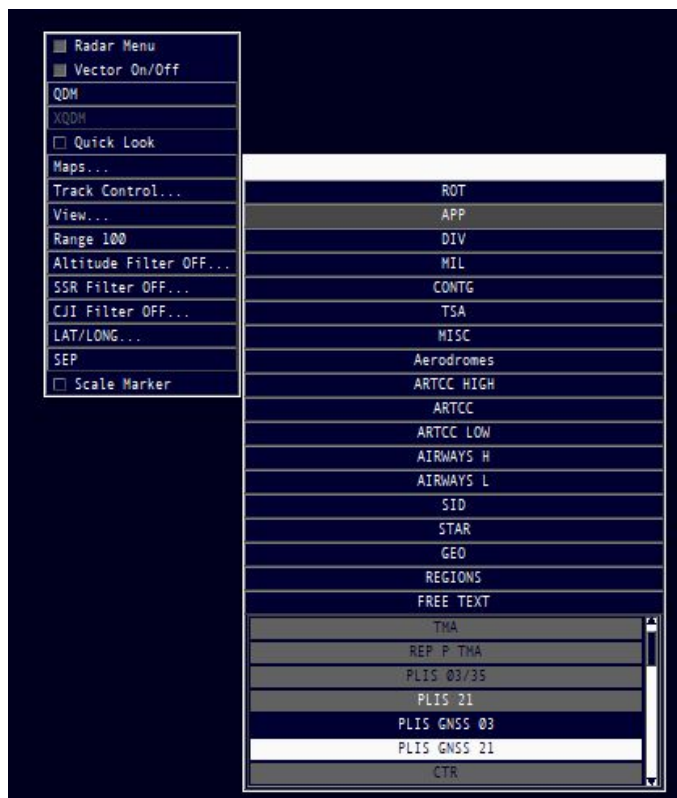 Radar Menu
Vector On/Off
QDM
XQDM
Quick Look
Maps...
Track Control...
View...
Range 100
Altitude Filter OFF...
SSR Filter OFF...
CJI Filter OFF...
LAT/LONG...
SEP
Scale Marker
ROT
APP
DIV
MIL
CONTG
TSA
MISC
Aerodromes
ARTCC HIGH
ARTCC
ARTCC LOW
AIRWAYS H
AIRWAYS L
SID
STAR
GEO
REGIONS
FREE TEXT
TMA
REP P TMA
PLIS 03/35
PLIS 21
PLIS GNSS 03
PLIS GNSS 21
CTR